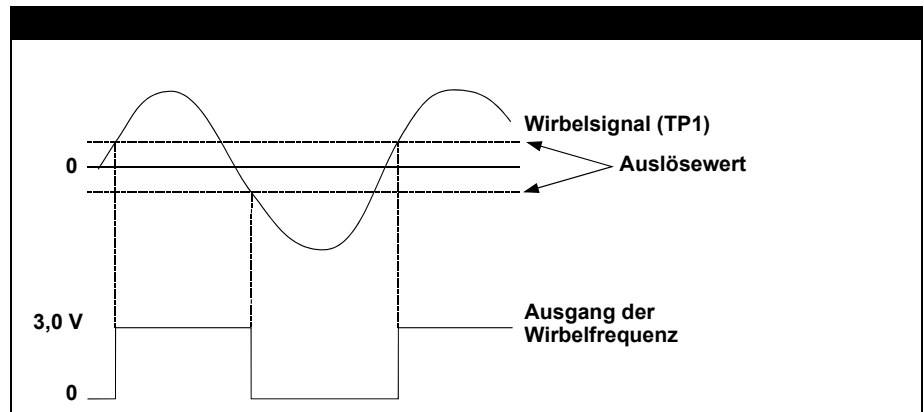 Wirbelsignal (TP1)
0
Auslösewert
3,0 V
Ausgang der
Wirbelfrequenz
0